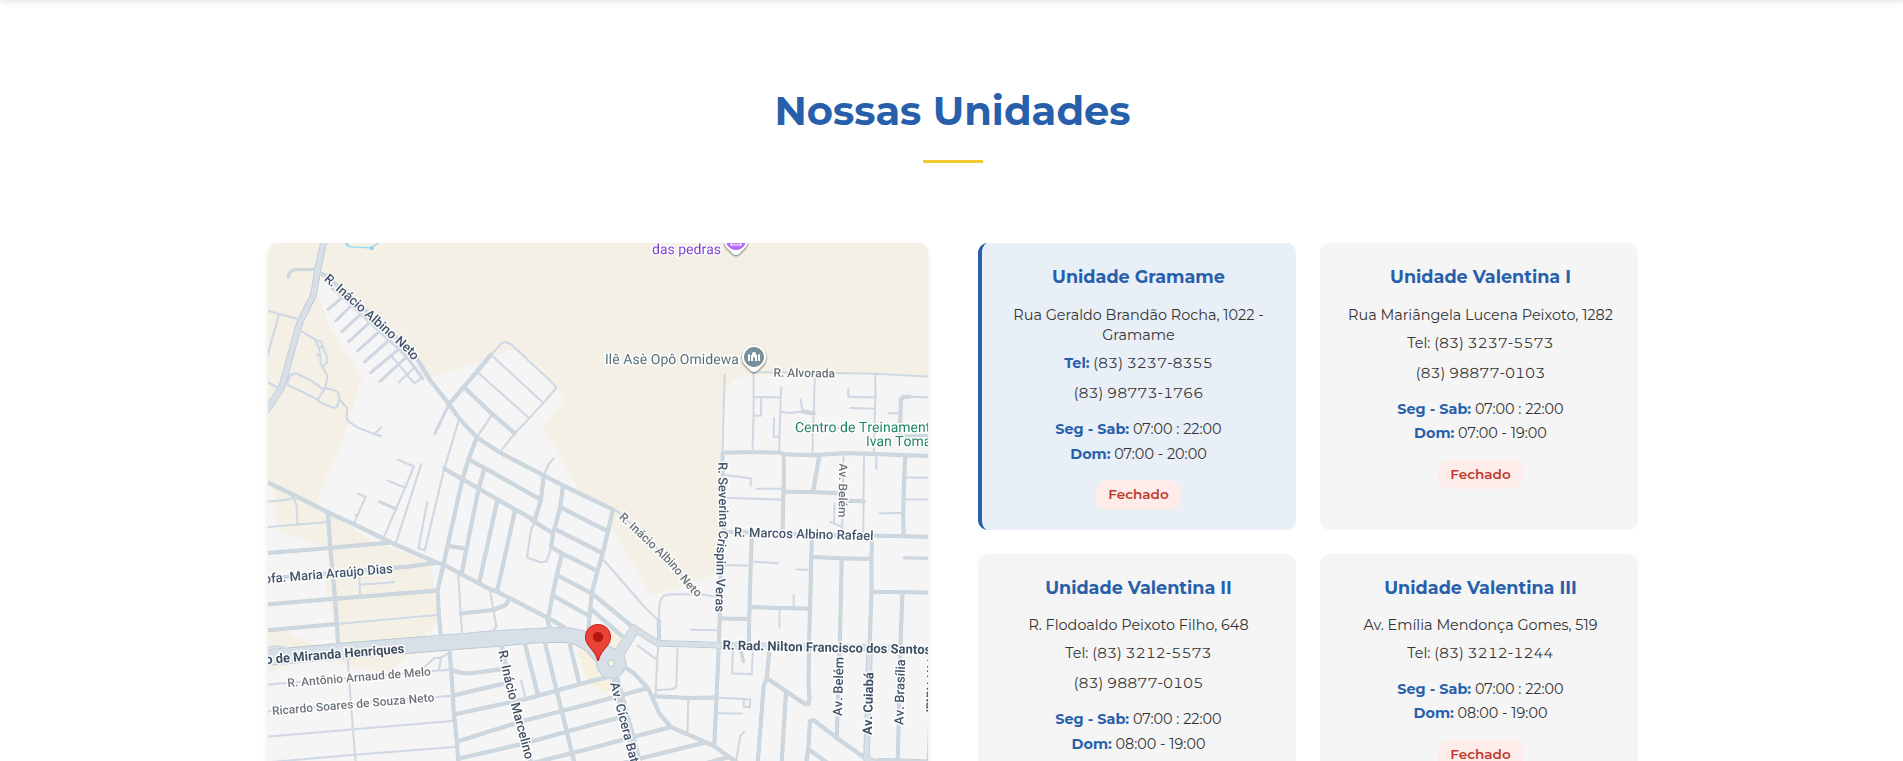 Nossas Unidades
das pedras
R. Inácio Albino Neto
Ilê Asè Opô Omidewa
R. Alvorada
Centro de Treinament
Ivan Toma
R. Severina Crispim Veras
Av. Belém
R. Inácio Albino Neto
R. Marcos Albino Rafael
ofa. Maria Araújo Dias
o de Miranda Henriques
R. Antônio Arnaud de Melo
Ricardo Soares de Souza Neto
R. Inácio Marcelino
Av. Cícera Bat
R. Rad. Nilton Francisco dos Santos
Av. Belém
Av. Cuiabá
Av. Brasília
Unidade Gramame
Rua Geraldo Brandão Rocha, 1022 -
Gramame
Tel: (83) 3237-8355
(83) 98773-1766
Seg - Sab: 07:00 : 22:00
Dom: 07:00 - 20:00
Fechado
Unidade Valentina I
Rua Mariângela Lucena Peixoto, 1282
Tel: (83) 3237-5573
(83) 98877-0103
Seg - Sab: 07:00 : 22:00
Dom: 07:00 - 19:00
Fechado
Unidade Valentina II
R. Flodoaldo Peixoto Filho, 648
Tel: (83) 3212-5573
(83) 98877-0105
Seg - Sab: 07:00 : 22:00
Dom: 08:00 - 19:00
Unidade Valentina III
Av. Emília Mendonça Gomes, 519
Tel: (83) 3212-1244
Seg - Sab: 07:00 : 22:00
Dom: 08:00 - 19:00
Fechado